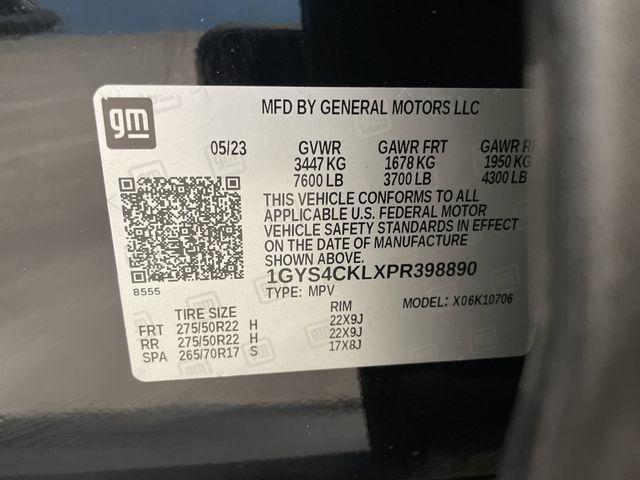 gm
MFD BY GENERAL MOTORS LLC
05/23 GVWR GAWR FRT GAWR RR
3447 KG 1678 KG 1950 KG
7600 LB 3700 LB 4300 LB
THIS VEHICLE CONFORMS TO ALL
APPLICABLE U.S. FEDERAL MOTOR
VEHICLE SAFETY STANDARDS IN EFFECT
ON THE DATE OF MANUFACTURE
SHOWN ABOVE.
1GYS4CKLXPR398890
8555
TYPE: MPV
MODEL: X06K10706
TIRE SIZE RIM
FRT 275/50R22 H 22X9J
RR 275/50R22 H 22X9J
SPA 265/70R17 S 17X8J